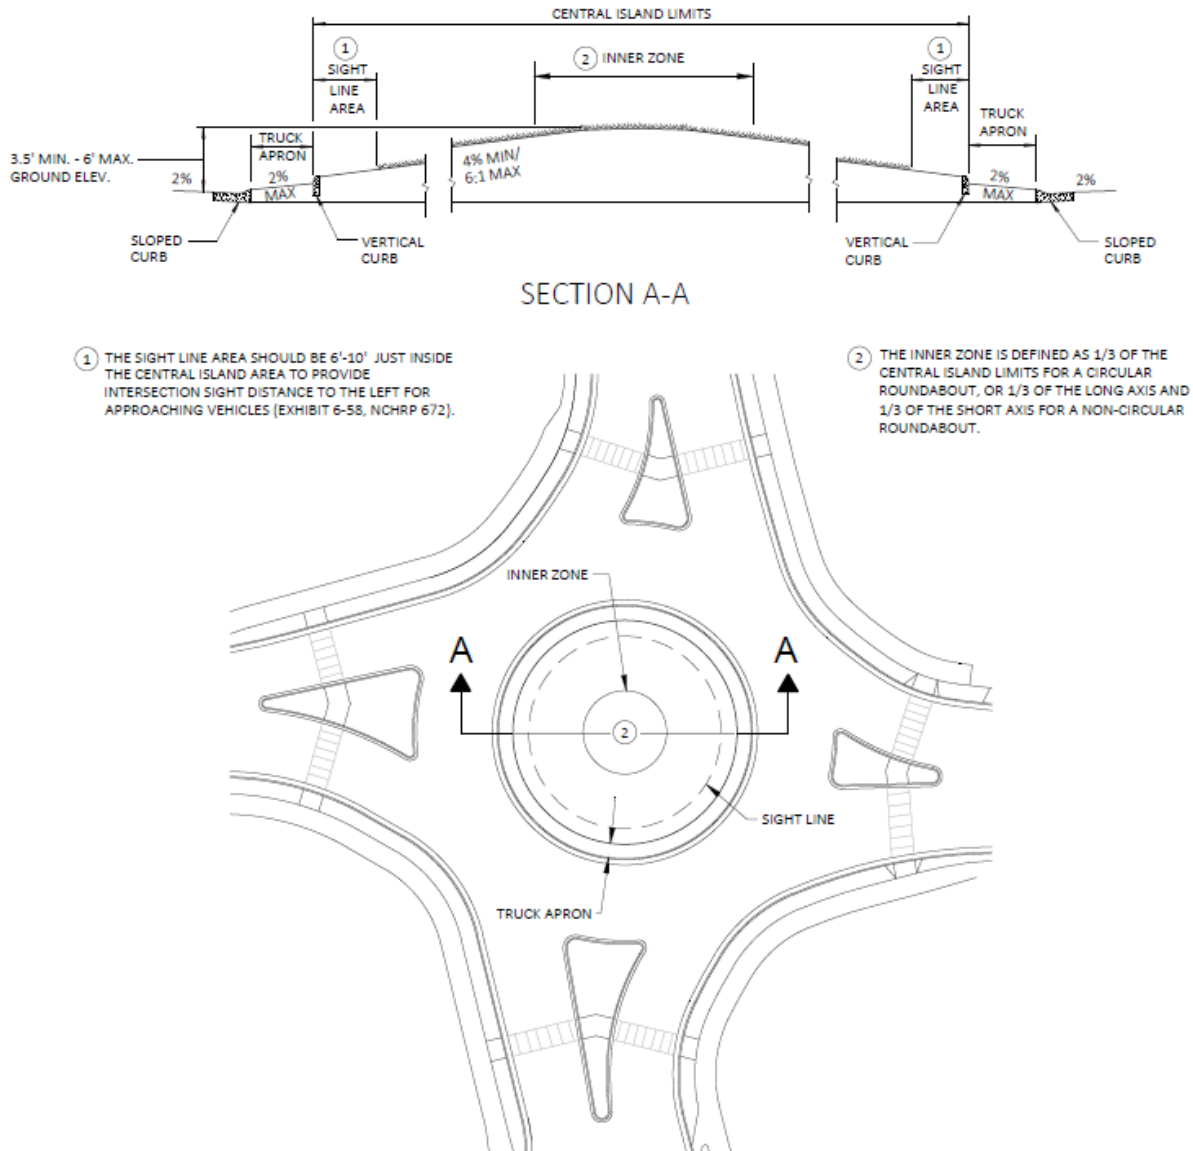 CENTRAL ISLAND LIMITS
1
SIGHT
LINE
AREA
2 INNER ZONE
1
SIGHT
LINE
AREA
TRUCK
APRON
TRUCK
APRON
3.5' MIN. - 6' MAX.
GROUND ELEV.
2%
2%
MAX
4% MIN/
6:1 MAX
2%
MAX
2%
SLOPED
CURB
VERTICAL
CURB
VERTICAL
CURB
SLOPED
CURB
SECTION A-A
1 THE SIGHT LINE AREA SHOULD BE 6'-10' JUST INSIDE
THE CENTRAL ISLAND AREA TO PROVIDE
INTERSECTION SIGHT DISTANCE TO THE LEFT FOR
APPROACHING VEHICLES (EXHIBIT 6-58, NCHRP 672).
2 THE INNER ZONE IS DEFINED AS 1/3 OF THE
CENTRAL ISLAND LIMITS FOR A CIRCULAR
ROUNDABOUT, OR 1/3 OF THE LONG AXIS AND
1/3 OF THE SHORT AXIS FOR A NON-CIRCULAR
ROUNDABOUT.
INNER ZONE
A
A
2
SIGHT LINE
TRUCK APRON